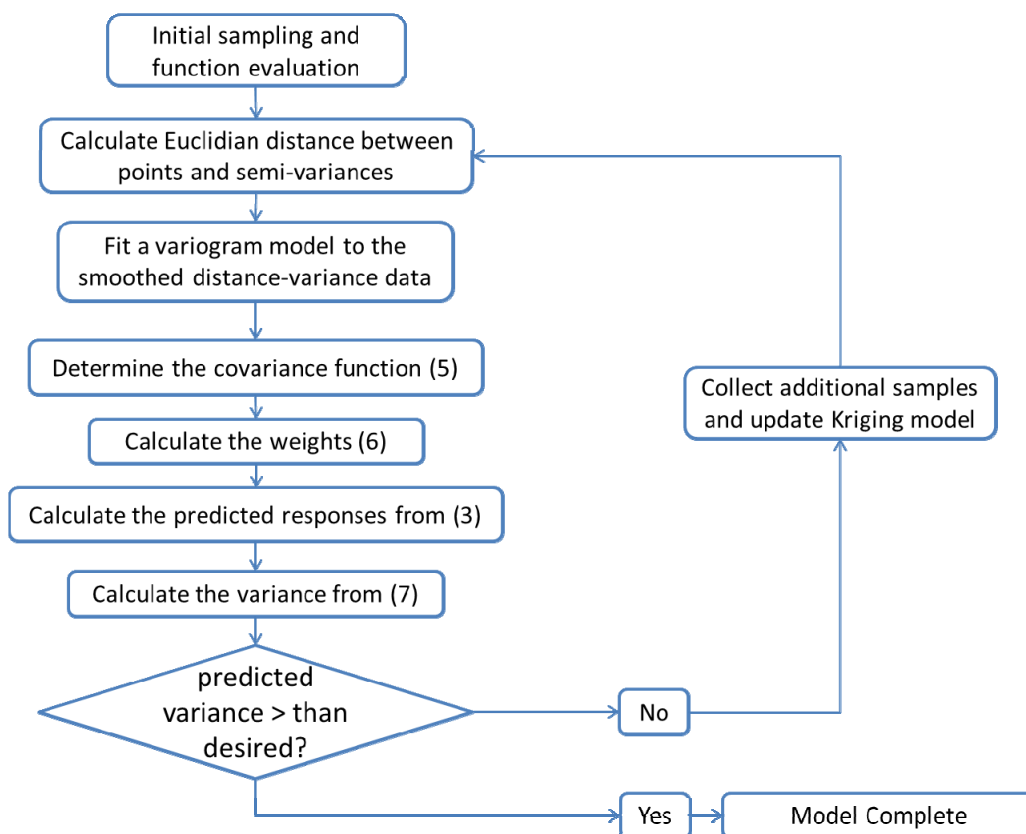 Initial sampling and
function evaluation
Calculate Euclidian distance between
points and semi-variances
Fit a variogram model to the
smoothed distance-variance data
Determine the covariance function (5)
Calculate the weights (6)
Calculate the predicted responses from (3)
Calculate the variance from (7)
predicted
variance > than
desired?
No
Collect additional samples
and update Kriging model
Yes
Model Complete